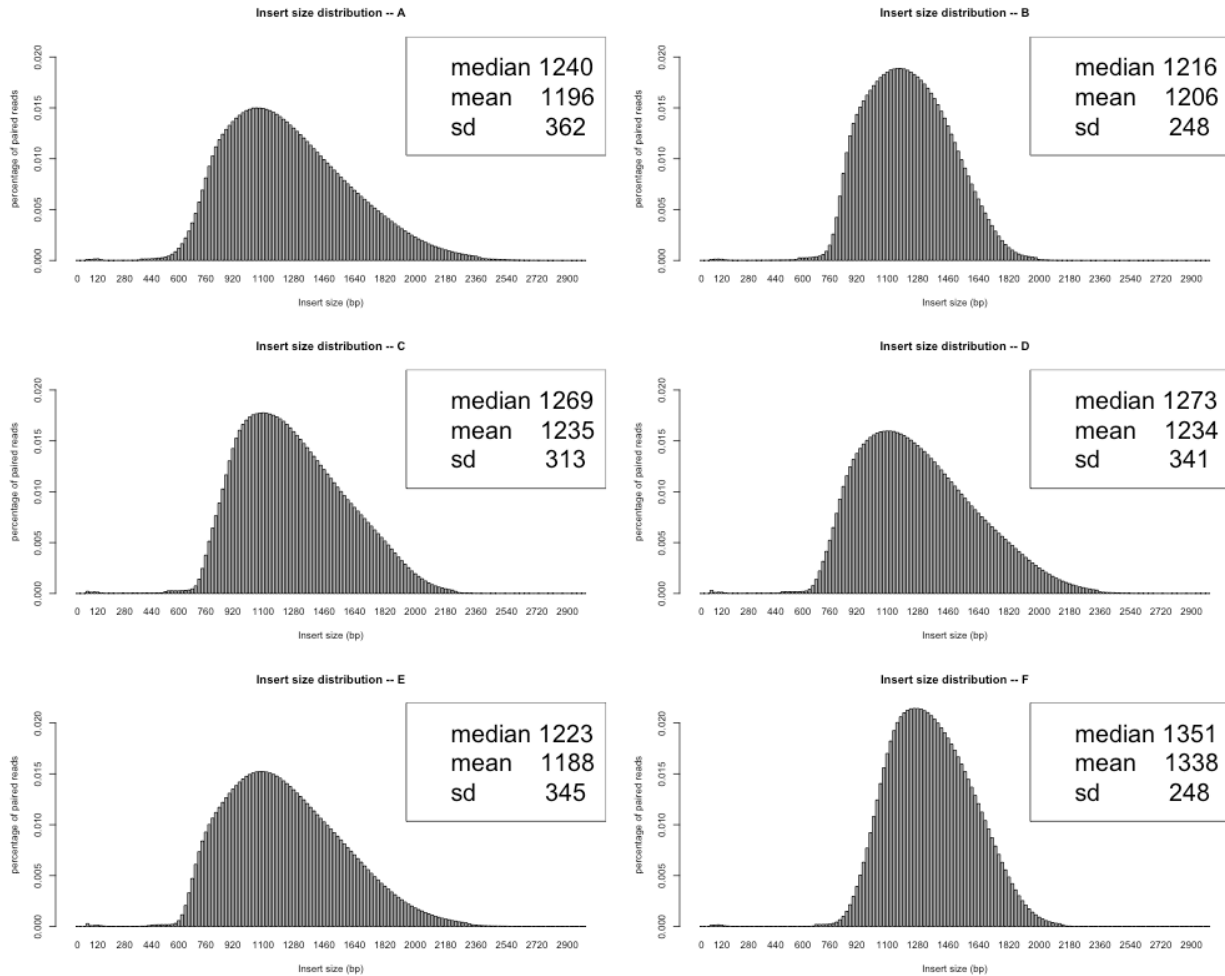 Insert size distribution -- A
median 1240
mean 1196
sd 362
percentage of paired reads
0.000 0.005 0.010 0.015 0.020
0 120 280 440 600 760 920 1100 1280 1460 1640 1820 2000 2180 2360 2540 2720 2900
Insert size (bp)
Insert size distribution -- B
median 1216
mean 1206
sd 248
percentage of paired reads
0.000 0.005 0.010 0.015 0.020
0 120 280 440 600 760 920 1100 1280 1460 1640 1820 2000 2180 2360 2540 2720 2900
Insert size (bp)
Insert size distribution -- C
median 1269
mean 1235
sd 313
percentage of paired reads
0.000 0.005 0.010 0.015 0.020
0 120 280 440 600 760 920 1100 1280 1460 1640 1820 2000 2180 2360 2540 2720 2900
Insert size (bp)
Insert size distribution -- D
median 1273
mean 1234
sd 341
percentage of paired reads
0.000 0.005 0.010 0.015 0.020
0 120 280 440 600 760 920 1100 1280 1460 1640 1820 2000 2180 2360 2540 2720 2900
Insert size (bp)
Insert size distribution -- E
median 1223
mean 1188
sd 345
percentage of paired reads
0.000 0.005 0.010 0.015 0.020
0 120 280 440 600 760 920 1100 1280 1460 1640 1820 2000 2180 2360 2540 2720 2900
Insert size (bp)
Insert size distribution -- F
median 1351
mean 1338
sd 248
percentage of paired reads
0.000 0.005 0.010 0.015 0.020
0 120 280 440 600 760 920 1100 1280 1460 1640 1820 2000 2180 2360 2540 2720 2900
Insert size (bp)